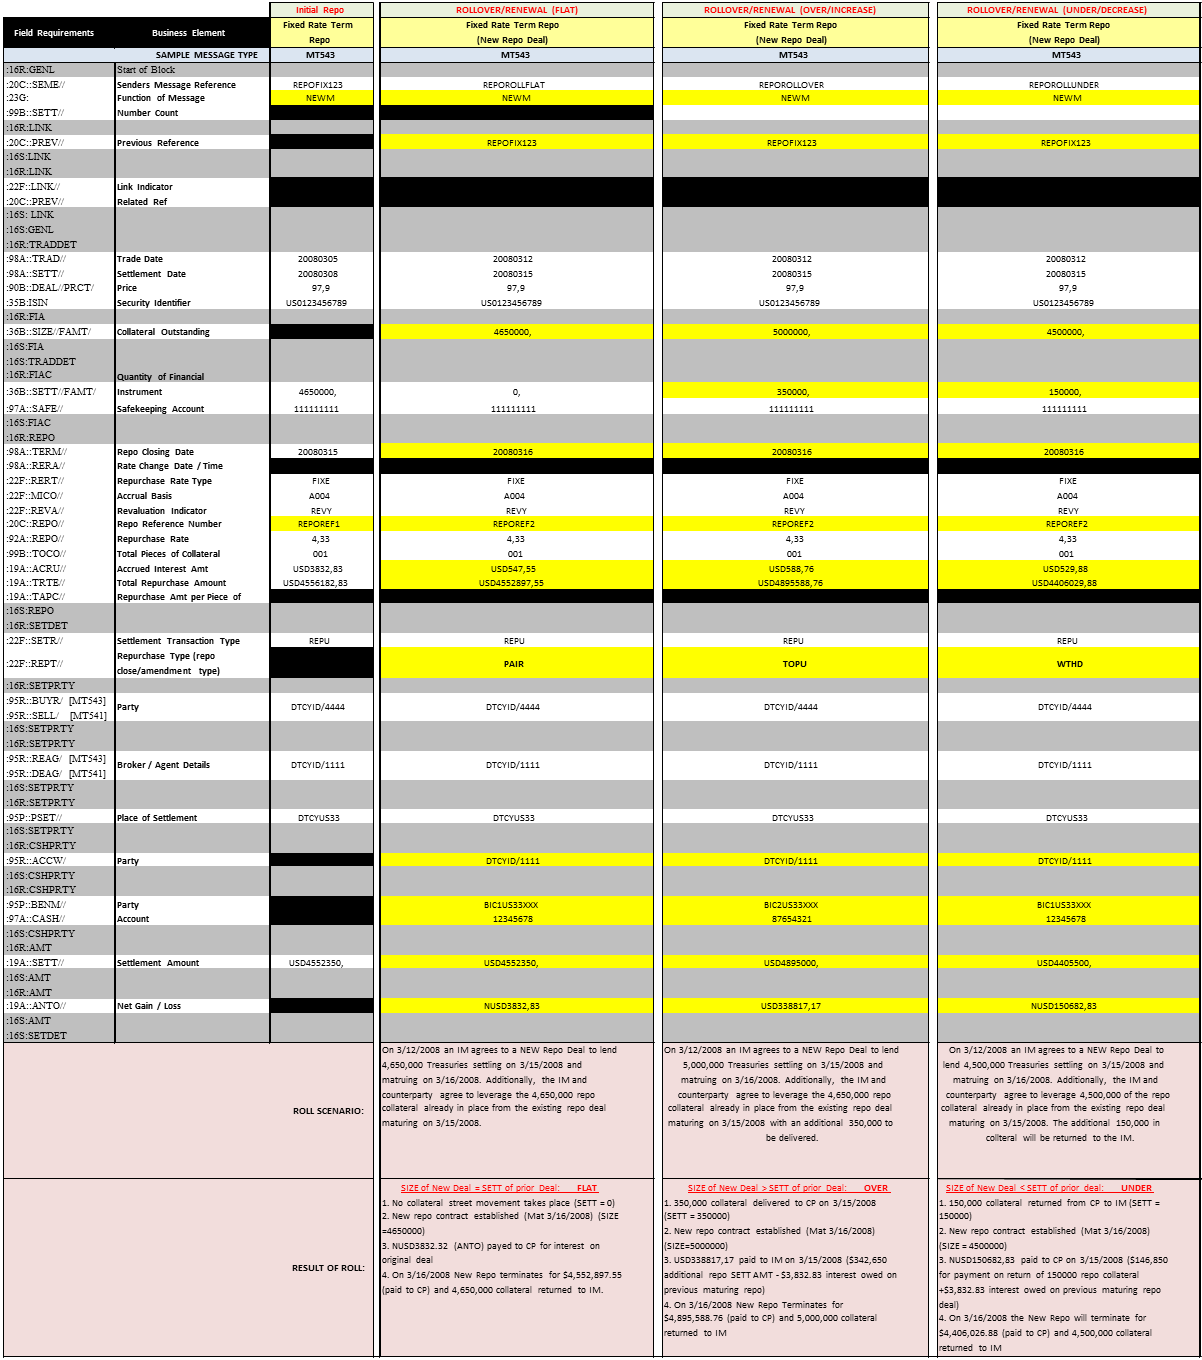 Initial Repo ROLLOVER/RENEWAL (FLAT) ROLLOVER/RENEWAL (OVER/INCREASE) ROLLOVER/RENEWAL (UNDER/DECREASE)
Field Requirements Business Element Fixed Rate Term Repo Fixed Rate Term Repo (New Repo Deal) Fixed Rate Term Repo (New Repo Deal) Fixed Rate Term Repo (New Repo Deal)
SAMPLE MESSAGE TYPE MT543 MT543 MT543 MT543
:16R:GENL Start of Block
:20C::SEME// Senders Message Reference REPOFIX123 REPOROLLFLAT REPOROLLOVER REPOROLLUNDER
:23G: Function of Message NEWM NEWM NEWM NEWM
:99B::SETT// Number Count
:16R:LINK
:20C::PREV// Previous Reference REPOFIX123 REPOFIX123 REPOFIX123
:16S:LINK
:16R:LINK
:22F::LINK// Link Indicator
:20C::PREV// Related Ref
:16S: LINK
:16S:GENL
:16R:TRADDET
:98A::TRAD// Trade Date 20080305 20080312 20080312 20080312
:98A::SETT// Settlement Date 20080308 20080315 20080315 20080315
:90B::DEAL//PRCT/ Price 97,9 97,9 97,9 97,9
:35B:ISIN Security Identifier US0123456789 US0123456789 US0123456789 US0123456789
:16R:FIA
:36B::SIZE//FAMT/ Collateral Outstanding 4650000, 5000000, 4500000,
:16S:FIA
:16S:TRADDET
:16R:FIAC
:36B::SETT//FAMT/ Quantity of Financial Instrument 4650000, 0, 350000, 150000,
:97A::SAFE// Safekeeping Account 111111111 111111111 111111111 111111111
:16S:FIAC
:16R:REPO
:98A::TERM// Repo Closing Date 20080315 20080316 20080316 20080316
:98A::RERA// Rate Change Date / Time
:22F::RERT// Repurchase Rate Type FIXE FIXE FIXE FIXE
:22F::MICO// Accrual Basis A004 A004 A004 A004
:22F::REVA// Revaluation Indicator REVY REVY REVY REVY
:20C::REPO// Repo Reference Number REPOREF1 REPOREF2 REPOREF2 REPOREF2
:92A::REPO// Repurchase Rate 4,33 4,33 4,33 4,33
:99B::TOCO// Total Pieces of Collateral 001 001 001 001
:19A::ACRU// Accrued Interest Amt USD3832,83 USD547,55 USD588,76 USD529,88
:19A::TRTE// Total Repurchase Amount USD4556182,83 USD4552897,55 USD4895588,76 USD4406029,88
:19A::TAPC// Repurchase Amt per Piece of
:16S:REPO
:16R:SETDET
:22F::SETR// Settlement Transaction Type REPU REPU REPU REPU
:22F::REPT// Repurchase Type (repo close/amendment type) PAIR TOPU WTHD
:16R:SETPRTY
:95R::BUYR/ [MT543]
:95R::SELL/ [MT541] Party DTCYID/4444 DTCYID/4444 DTCYID/4444 DTCYID/4444
:16S:SETPRTY
:16R:SETPRTY
:95R::REAG/ [MT543]
:95R::DEAG/ [MT541] Broker / Agent Details DTCYID/1111 DTCYID/1111 DTCYID/1111 DTCYID/1111
:16S:SETPRTY
:16R:SETPRTY
:95P::PSET// Place of Settlement DTCYUS33 DTCYUS33 DTCYUS33 DTCYUS33
:16S:SETPRTY
:16R:CSHPRTY
:95R::ACCW/ Party DTCYID/1111 DTCYID/1111 DTCYID/1111
:16S:CSHPRTY
:16R:CSHPRTY
:95P::BENM// Party BIC1US33XXX BIC2US33XXX BIC1US33XXX
:97A::CASH// Account 12345678 87654321 12345678
:16S:CSHPRTY
:16R:AMT
:19A::SETT// Settlement Amount USD4552350, USD4552350, USD4895000, USD4405500,
:16S:AMT
:16R:AMT
:19A::ANTO// Net Gain / Loss NUSD3832,83 USD338817,17 NUSD150682,83
:16S:AMT
:16S:SETDET
ROLL SCENARIO:
On 3/12/2008 an IM agrees to a NEW Repo Deal to lend
4,650,000 Treasuries settling on 3/15/2008 and
matruing on 3/16/2008. Additionally, the IM and
counterparty agree to leverage the 4,650,000 repo
collateral already in place from the existing repo deal
maturing on 3/15/2008.
On 3/12/2008 an IM agrees to a NEW Repo Deal to lend
5,000,000 Treasuries settling on 3/15/2008 and
matruing on 3/16/2008. Additionally, the IM and
counterparty agree to leverage the 4,650,000 repo
collateral already in place from the existing repo deal
maturing on 3/15/2008 with an additional 350,000 to
be delivered.
On 3/12/2008 an IM agrees to a NEW Repo Deal to
lend 4,500,000 Treasuries settling on 3/15/2008 and
matruing on 3/16/2008. Additionally, the IM and
counterparty agree to leverage 4,500,000 of the repo
collateral already in place from the existing repo deal
maturing on 3/15/2008. The additional 150,000 in
collteral will be returned to the IM.
RESULT OF ROLL:
SIZE of New Deal = SETT of prior Deal: FLAT
1. No collateral street movement takes place (SETT = 0)
2. New repo contract established (Mat 3/16/2008) (SIZE
=4650000)
3. NUSD3832.32 (ANTO) payed to CP for interest on
original deal
4. On 3/16/2008 New Repo terminates for $4,552,897.55
(paid to CP) and 4,650,000 collateral returned to IM.
SIZE of New Deal > SETT of prior Deal: OVER
1. 350,000 collateral delivered to CP on 3/15/2008
(SETT = 350000)
2. New repo contract established (Mat 3/16/2008)
(SIZE=5000000)
3. USD338817,17 paid to IM on 3/15/2008 ($342,650
additional repo SETT AMT - $3,832.83 interest owed on
previous maturing repo)
4. On 3/16/2008 New Repo Terminates for
$4,895,588.76 (paid to CP) and 5,000,000 collateral
returned to IM
SIZE of New Deal < SETT of prior deal: UNDER
1. 150,000 collateral returned from CP to IM (SETT =
150000)
2. New repo contract established (Mat 3/16/2008)
(SIZE = 4500000)
3. NUSD150682,83 paid to CP on 3/15/2008 ($146,850
for payment on return of 150000 repo collateral
+$3,832.83 interest owed on previous maturing repo
deal)
4. On 3/16/2008 the New Repo will terminate for
$4,406,026.88 (paid to CP) and 4,500,000 collateral
returned to IM